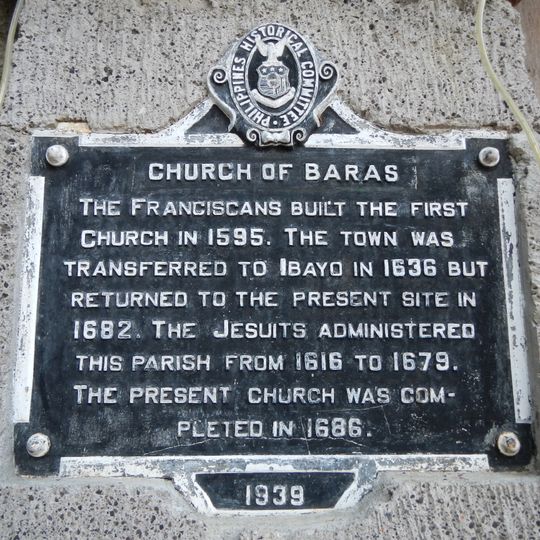 PHILIPPINES HISTORICAL COMMITTEE
CHURCH OF BARAS
THE FRANCISCANS BUILT THE FIRST
CHURCH IN 1595. THE TOWN WAS
TRANSFERRED TO IBAYO IN 1636 BUT
RETURNED TO THE PRESENT SITE IN
1682. THE JESUITS ADMINISTERED
THIS PARISH FROM 1616 TO 1679.
THE PRESENT CHURCH WAS COM-
PLETED IN 1686.
1939